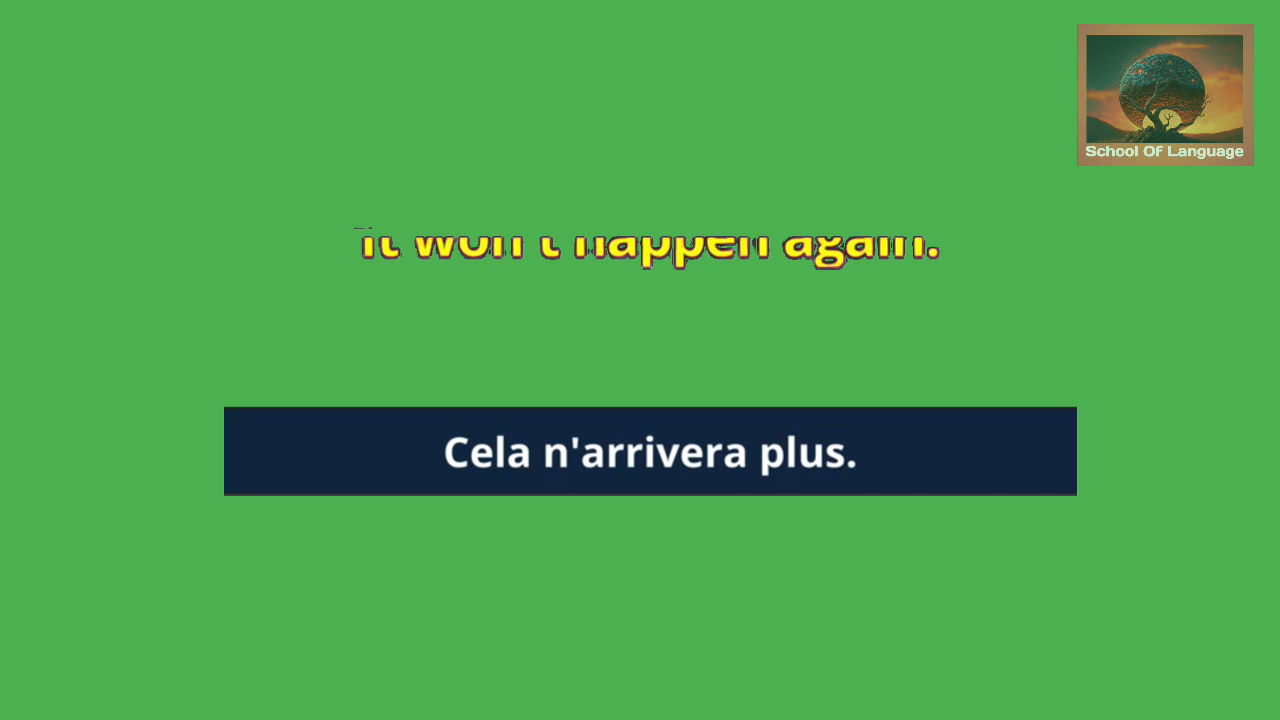 School Of Language
It won't happen again.
Cela n'arrivera plus.